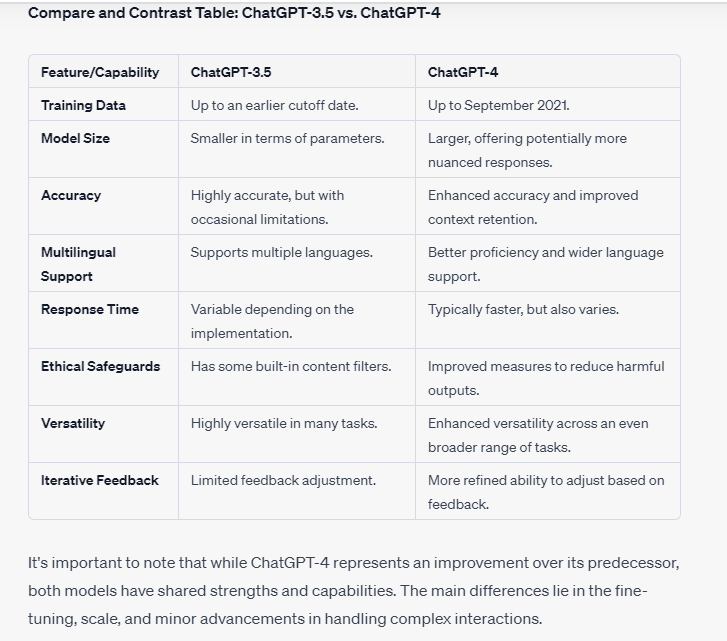 Compare and Contrast Table: ChatGPT-3.5 vs. ChatGPT-4
Feature/Capability ChatGPT-3.5 ChatGPT-4
Training Data Up to an earlier cutoff date. Up to September 2021.
Model Size Smaller in terms of parameters. Larger, offering potentially more
nuanced responses.
Accuracy Highly accurate, but with Enhanced accuracy and improved
occasional limitations. context retention.
Multilingual Supports multiple languages. Better proficiency and wider language
Support support.
Response Time Variable depending on the Typically faster, but also varies.
implementation.
Ethical Safeguards Has some built-in content filters. Improved measures to reduce harmful
outputs.
Versatility Highly versatile in many tasks. Enhanced versatility across an even
broader range of tasks.
Iterative Feedback Limited feedback adjustment. More refined ability to adjust based on
feedback.
It's important to note that while ChatGPT-4 represents an improvement over its predecessor,
both models have shared strengths and capabilities. The main differences lie in the fine-
tuning, scale, and minor advancements in handling complex interactions.